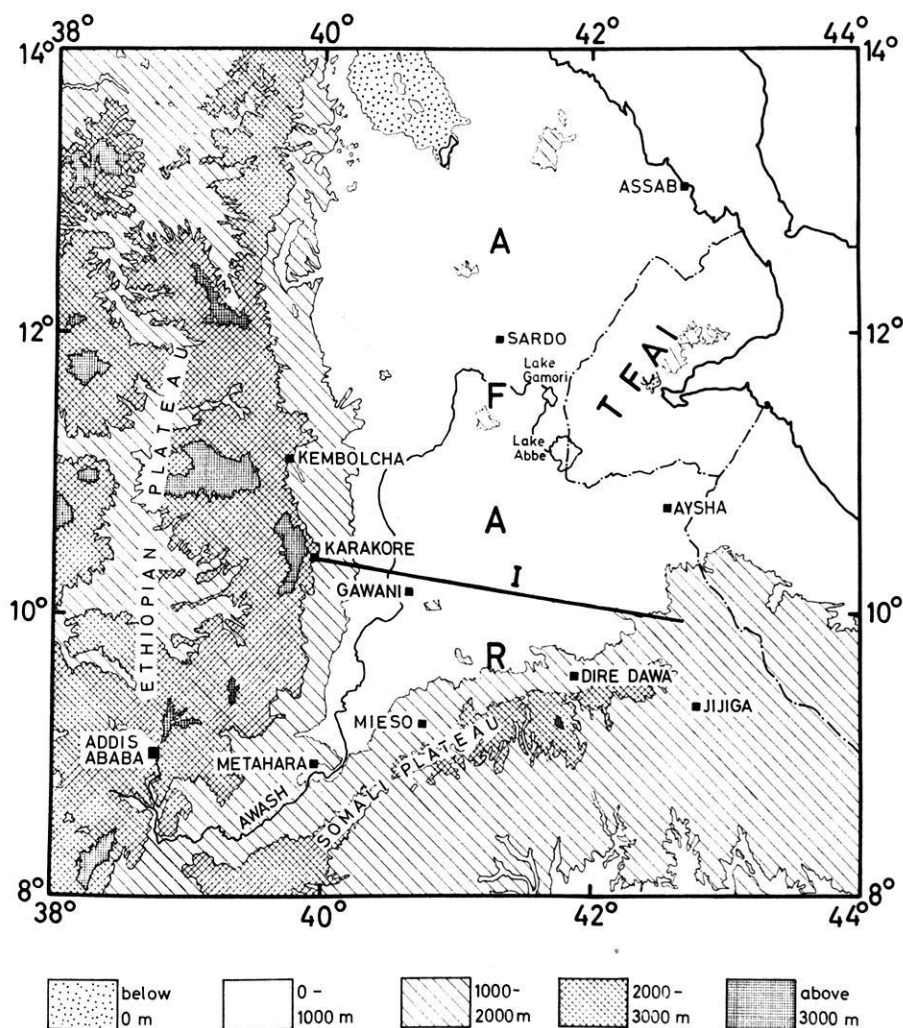 38° 40° 42° 44°
14° 14°
ASSAB
A
12° 12°
SARDO
Lake
Gamori
TFAI
F
Lake
Abbe
KEMBOLCHA
ETHIOPIAN PLATEAU
A
AYSHA
KARAKORE
I
GAWANI
10° 10°
R
DIRE DAWA
MIESO
JIJIGA
ADDIS
ABABA
METAHARA
AWASH
SOMALI PLATEAU
8° 8°
38° 40° 42° 44°
below
0 m
0-
1000 m
1000-
2000 m
2000-
3000 m
above
3000 m